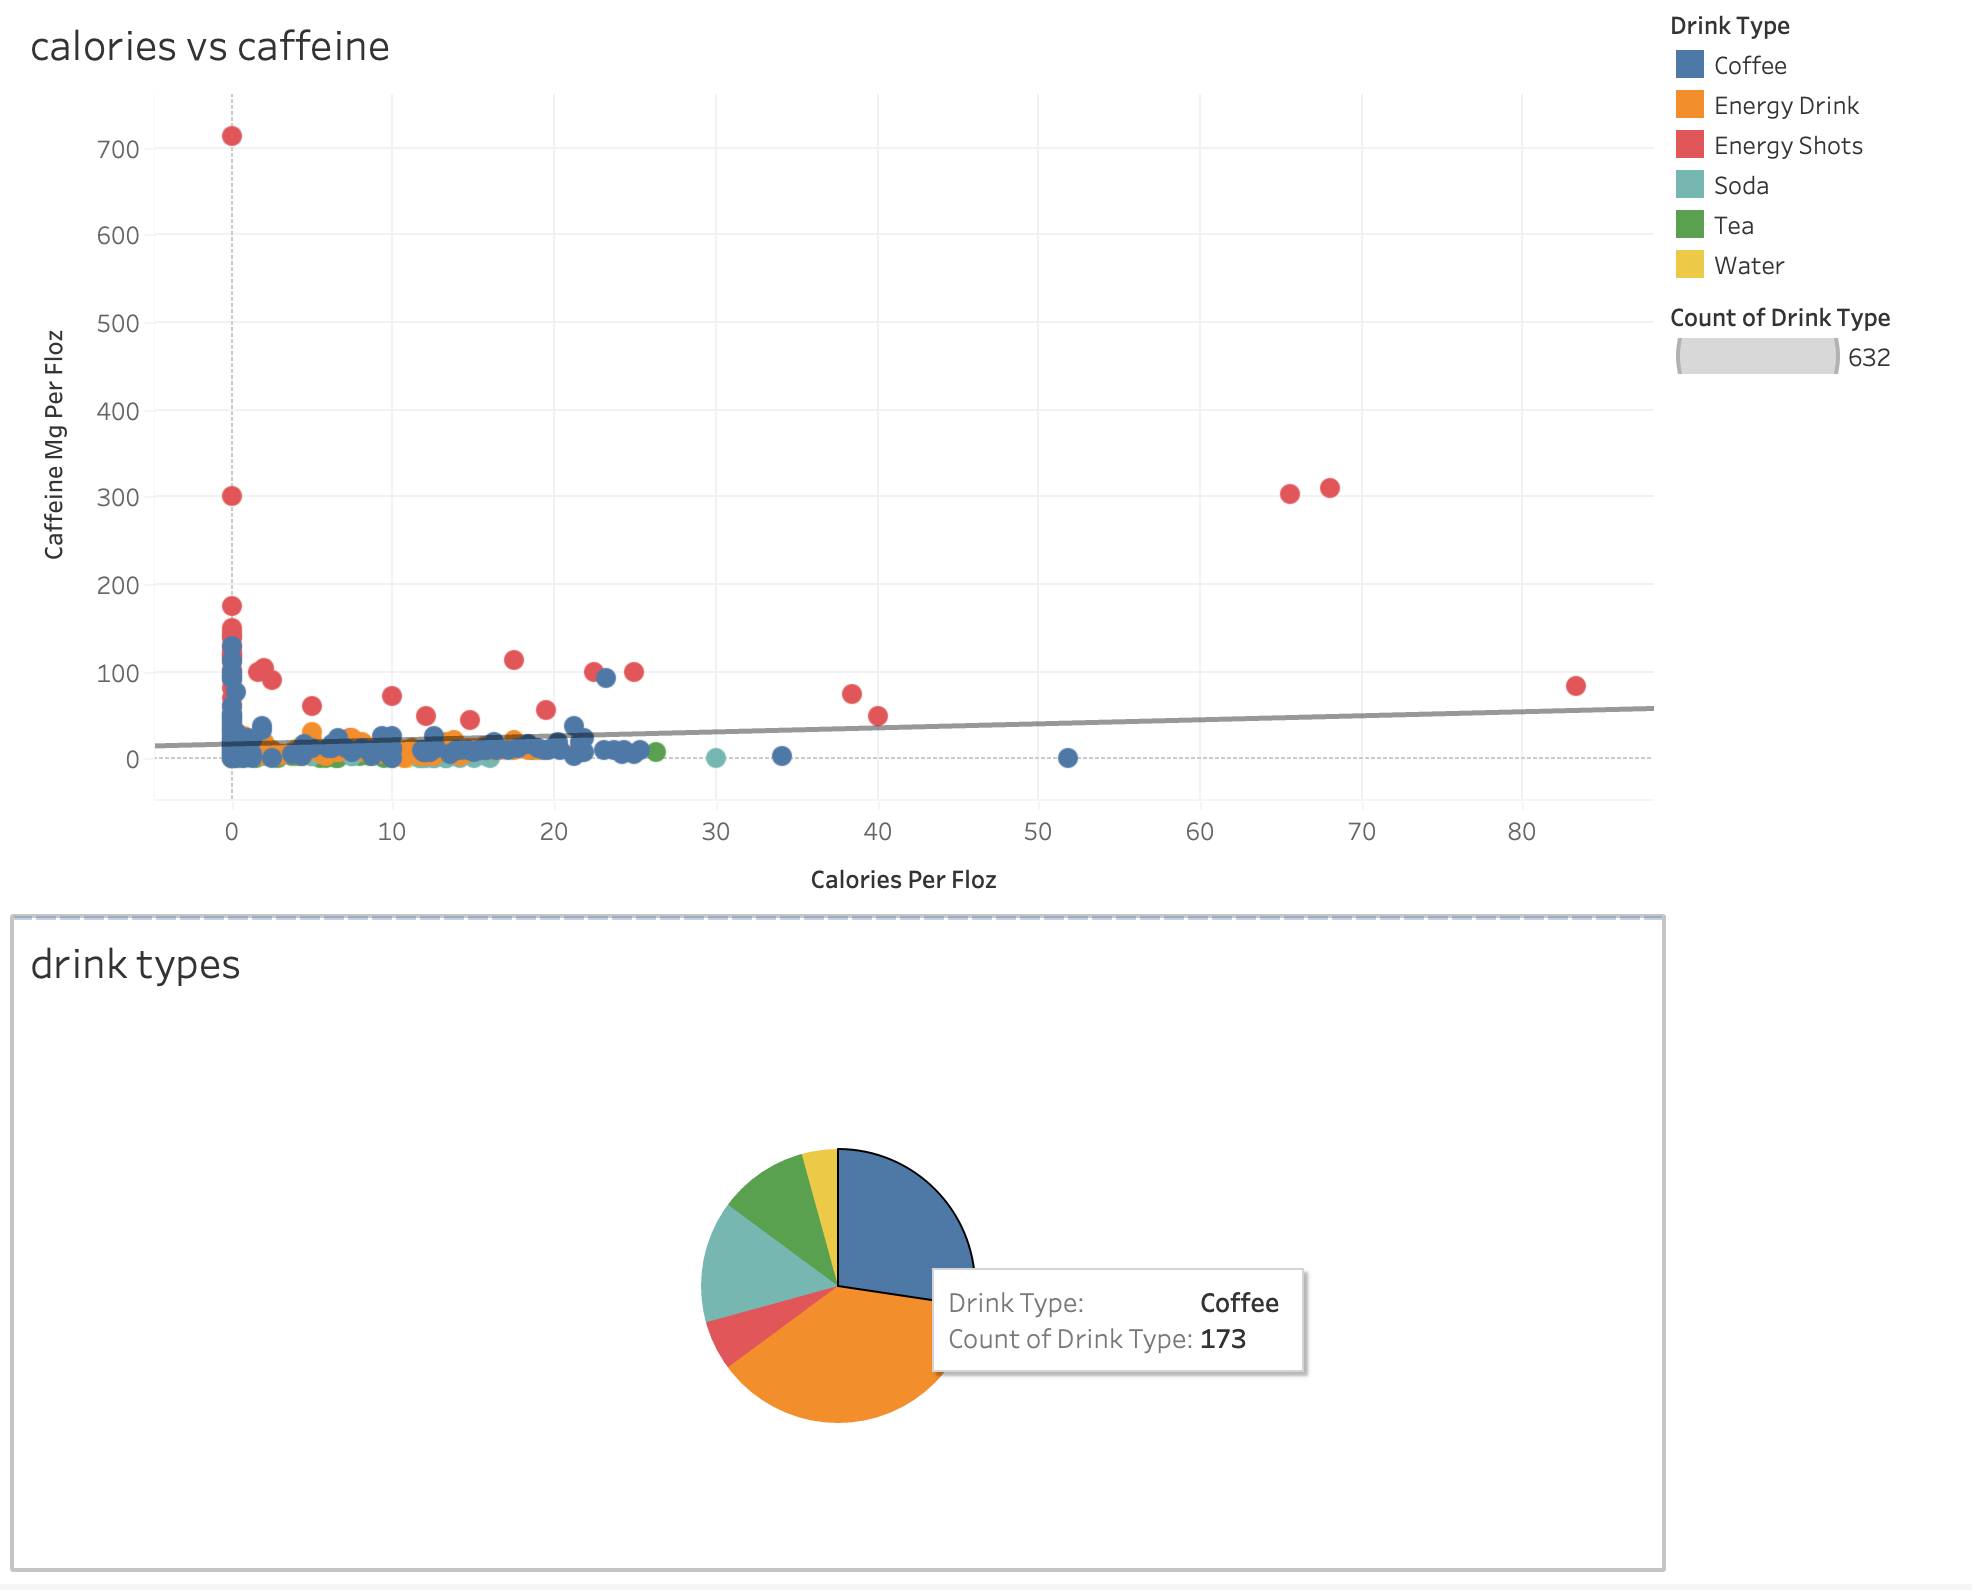 calories vs caffeine
700
600
500
400
300
200
100
0
Caffeine Mg Per Floz
0 10 20 30 40 50 60 70 80
Calories Per Floz
Drink Type
Coffee
Energy Drink
Energy Shots
Soda
Tea
Water
Count of Drink Type
632
drink types
Drink Type: Coffee
Count of Drink Type: 173